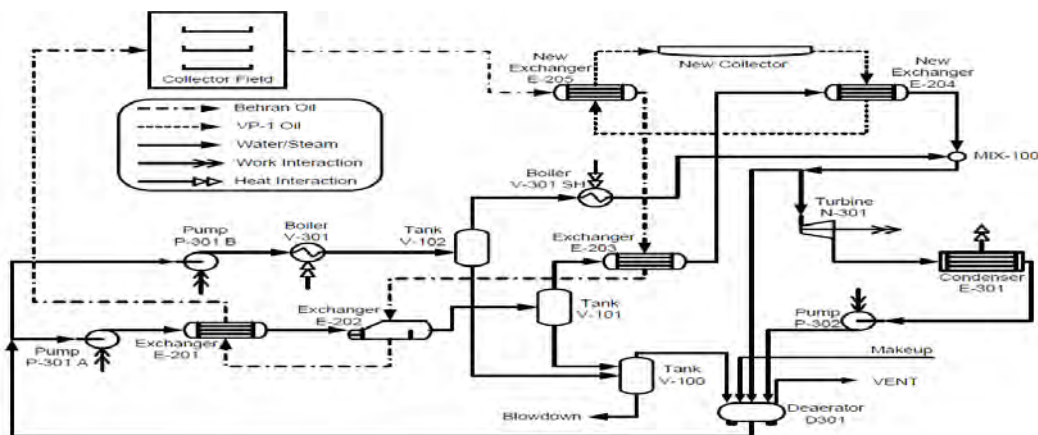 Collector Field
New
Exchanger
E-205
New Collector
New
Exchanger
E-204
Behran Oil
VP-1 Oil
Water/Steam
Work Interaction
Heat Interaction
MIX-100
Boiler
V-301 SH
Turbine
N-301
Pump
P-301 B
Boiler
V-301
Tank
V-102
Exchanger
E-203
Condenser
E-301
Exchanger
E-202
Tank
V-101
Pump
P-302
Pump
P-301 A
Exchanger
E-201
Makeup
Tank
V-100
VENT
Blowdown
Deaerator
D301